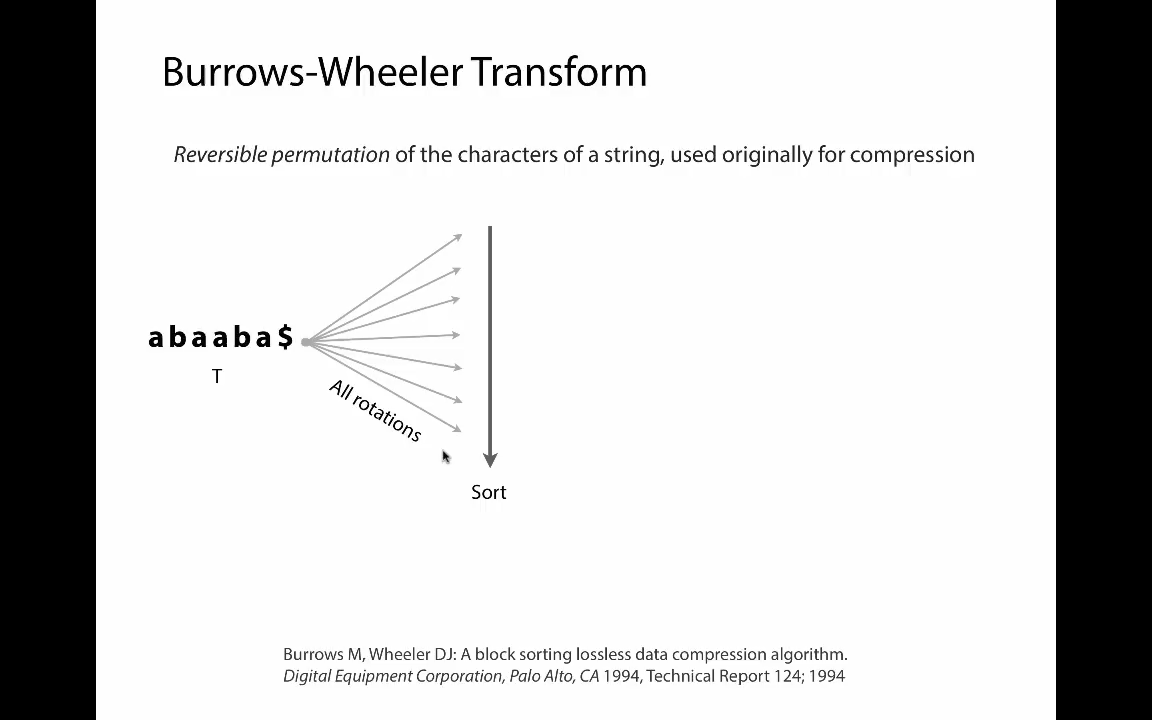 Burrows-Wheeler Transform
Reversible permutation of the characters of a string, used originally for compression
abaaba$
T
All rotations
Sort
Burrows M, Wheeler DJ: A block sorting lossless data compression algorithm.
Digital Equipment Corporation, Palo Alto, CA 1994, Technical Report 124; 1994